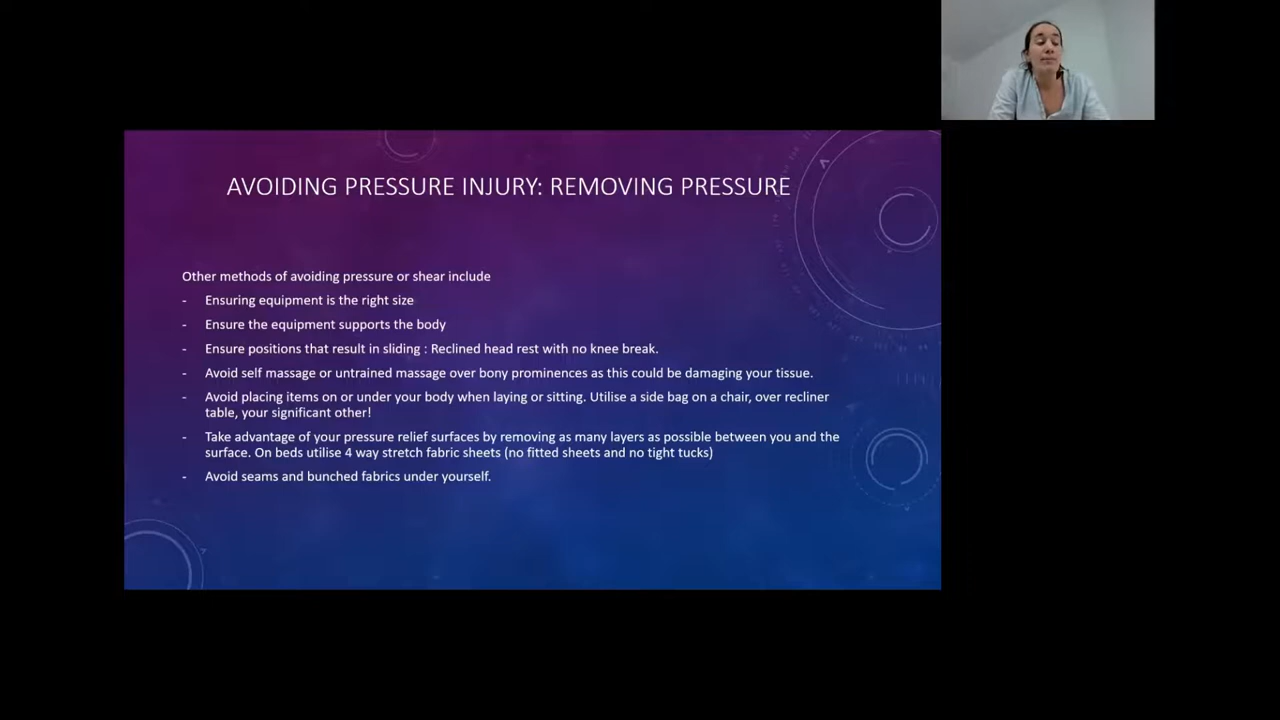 AVOIDING PRESSURE INJURY: REMOVING PRESSURE
Other methods of avoiding pressure or shear include
- Ensuring equipment is the right size
- Ensure the equipment supports the body
- Ensure positions that result in sliding : Reclined head rest with no knee break.
- Avoid self massage or untrained massage over bony prominences as this could be damaging your tissue.
- Avoid placing items on or under your body when laying or sitting. Utilise a side bag on a chair, over recliner
table, your significant other!
- Take advantage of your pressure relief surfaces by removing as many layers as possible between you and the
surface. On beds utilise 4 way stretch fabric sheets (no fitted sheets and no tight tucks)
- Avoid seams and bunched fabrics under yourself.